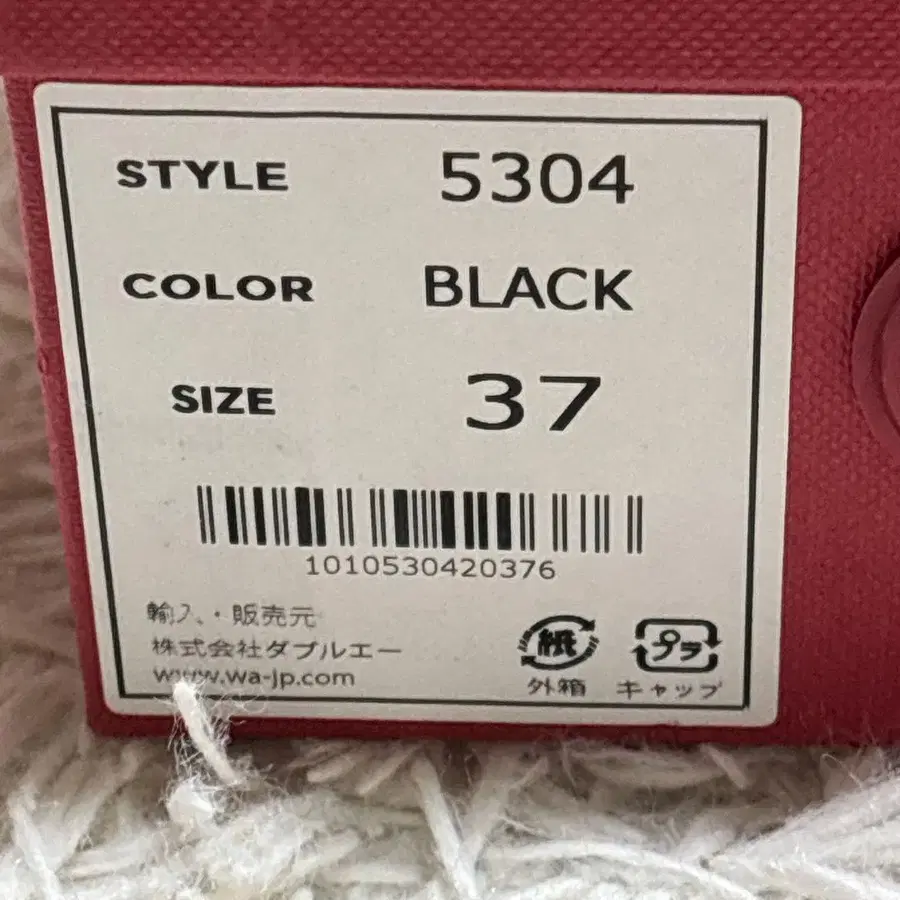 STYLE 5304
COLOR BLACK
SIZE 37
1010530420376
輸入・販売元
株式会社ダブルエー
www.wa-jp.com
紙 プラ
外箱 キャップ